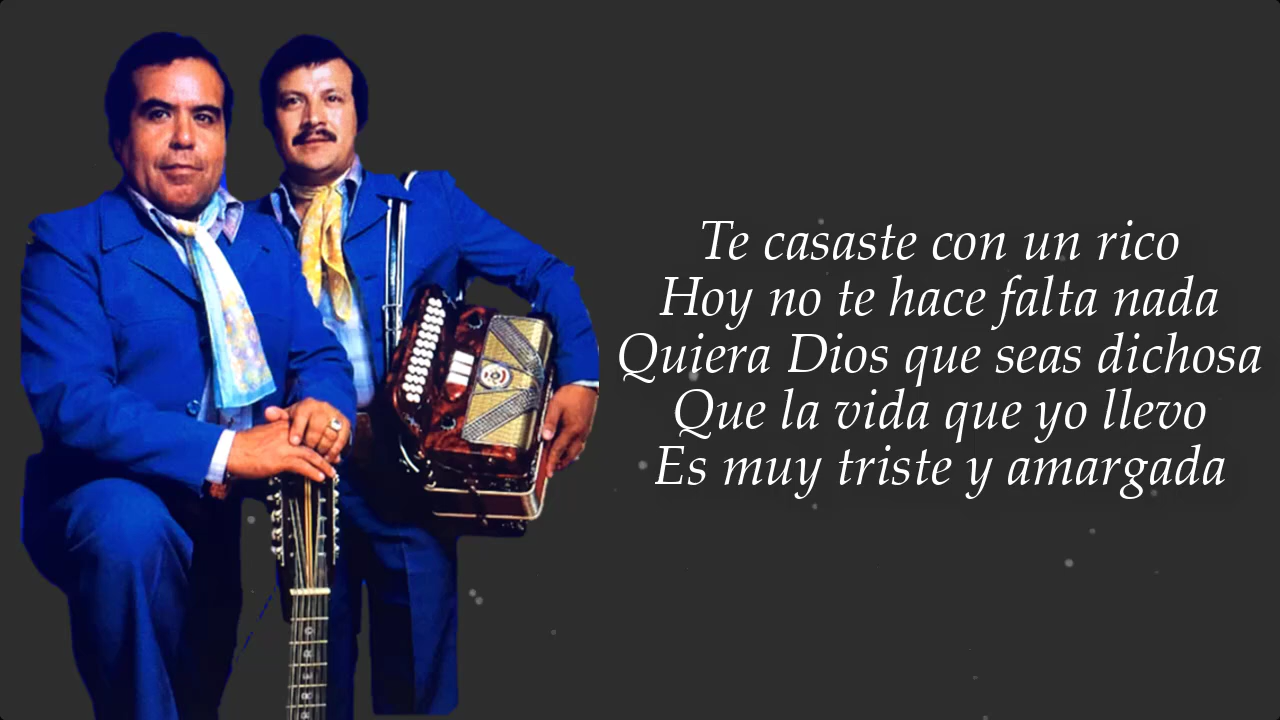 Te casaste con un rico
Hoy no te hace falta nada
Quiera Dios que seas dichosa
Que la vida que yo llevo
Es muy triste y amargada